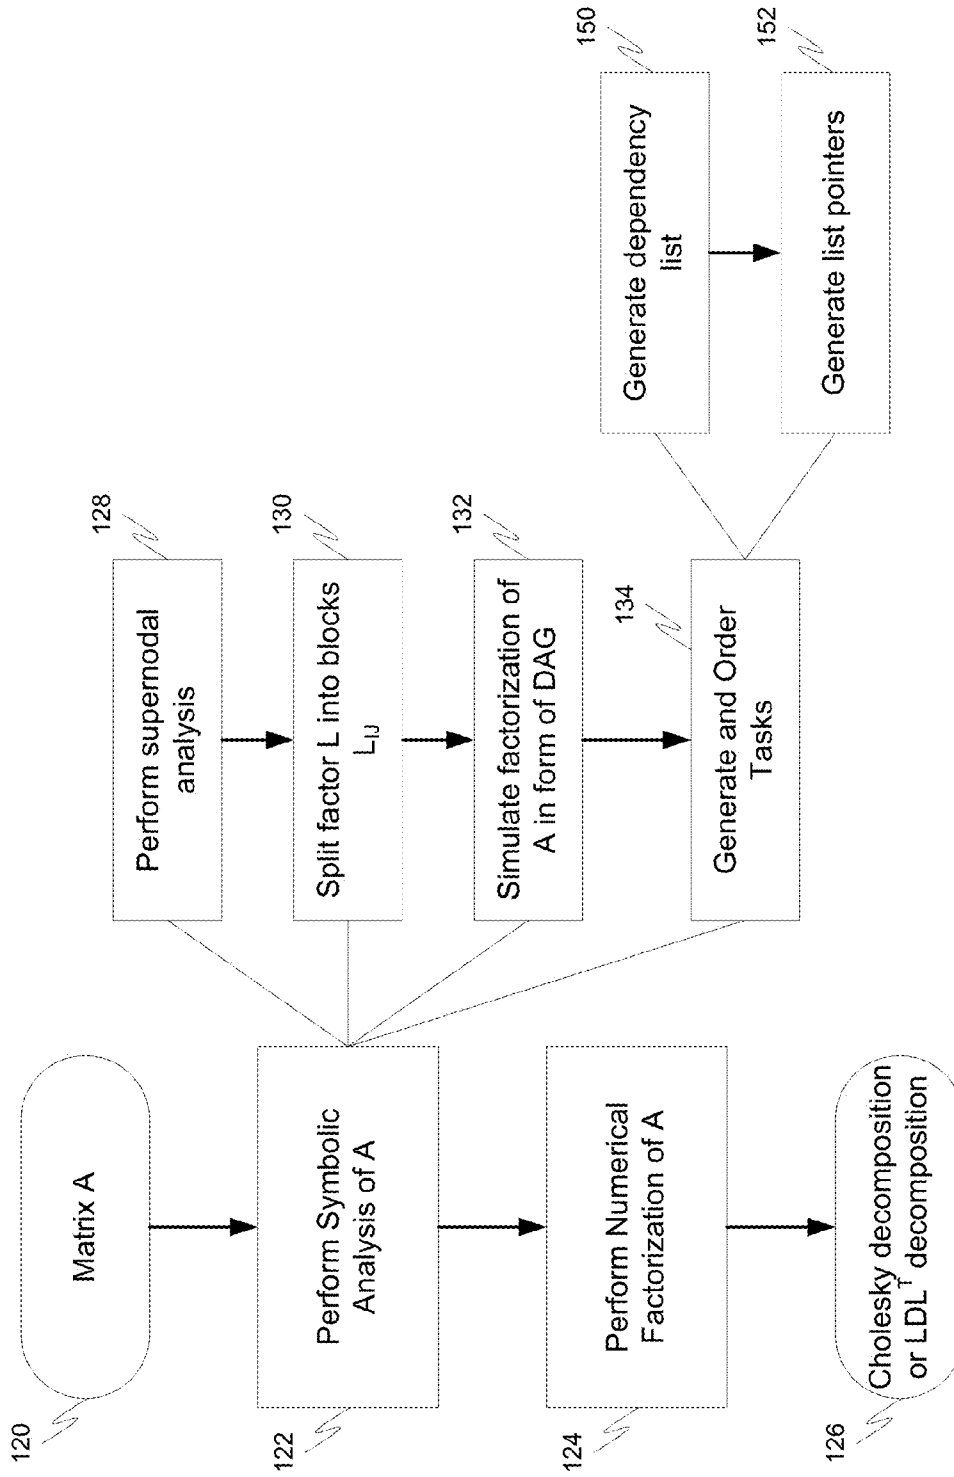 120
Matrix A
122
Perform Symbolic
Analysis of A
124
Perform Numerical
Factorization of A
126
Cholesky decomposition
or LDL^T decomposition
128
Perform supernodal
analysis
130
Split factor L into blocks
L_IJ
132
Simulate factorization of
A in form of DAG
134
Generate and Order
Tasks
150
Generate dependency
list
152
Generate list pointers